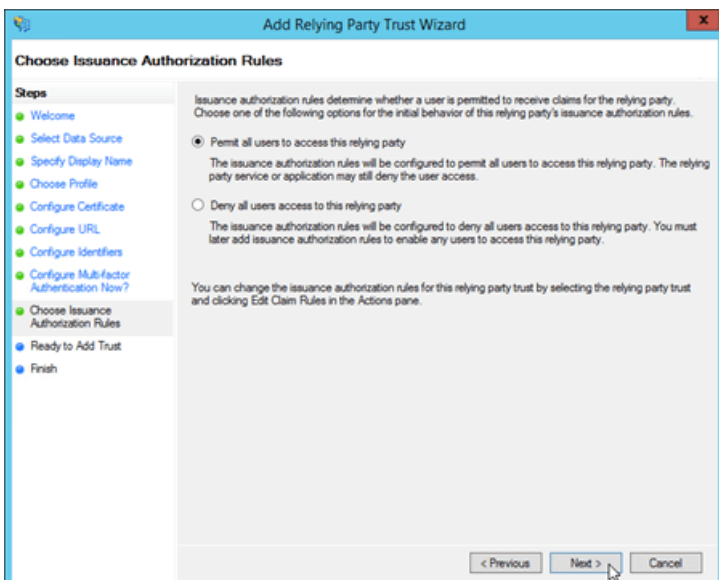 Add Relying Party Trust Wizard
x
Choose Issuance Authorization Rules
Steps
Welcome
Select Data Source
Specify Display Name
Choose Profile
Configure Certificate
Configure URL
Configure Identifiers
Configure Multi-factor
Authentication Now?
Choose Issuance
Authorization Rules
Ready to Add Trust
Finish
Issuance authorization rules determine whether a user is permitted to receive claims for the relying party.
Choose one of the following options for the initial behavior of this relying party's issuance authorization rules.
Permit all users to access this relying party
The issuance authorization rules will be configured to permit all users to access this relying party. The relying
party service or application may still deny the user access.
Deny all users access to this relying party
The issuance authorization rules will be configured to deny all users access to this relying party. You must
later add issuance authorization rules to enable any users to access this relying party.
You can change the issuance authorization rules for this relying party trust by selecting the relying party trust
and clicking Edit Claim Rules in the Actions pane.
< Previous
Next >
Cancel